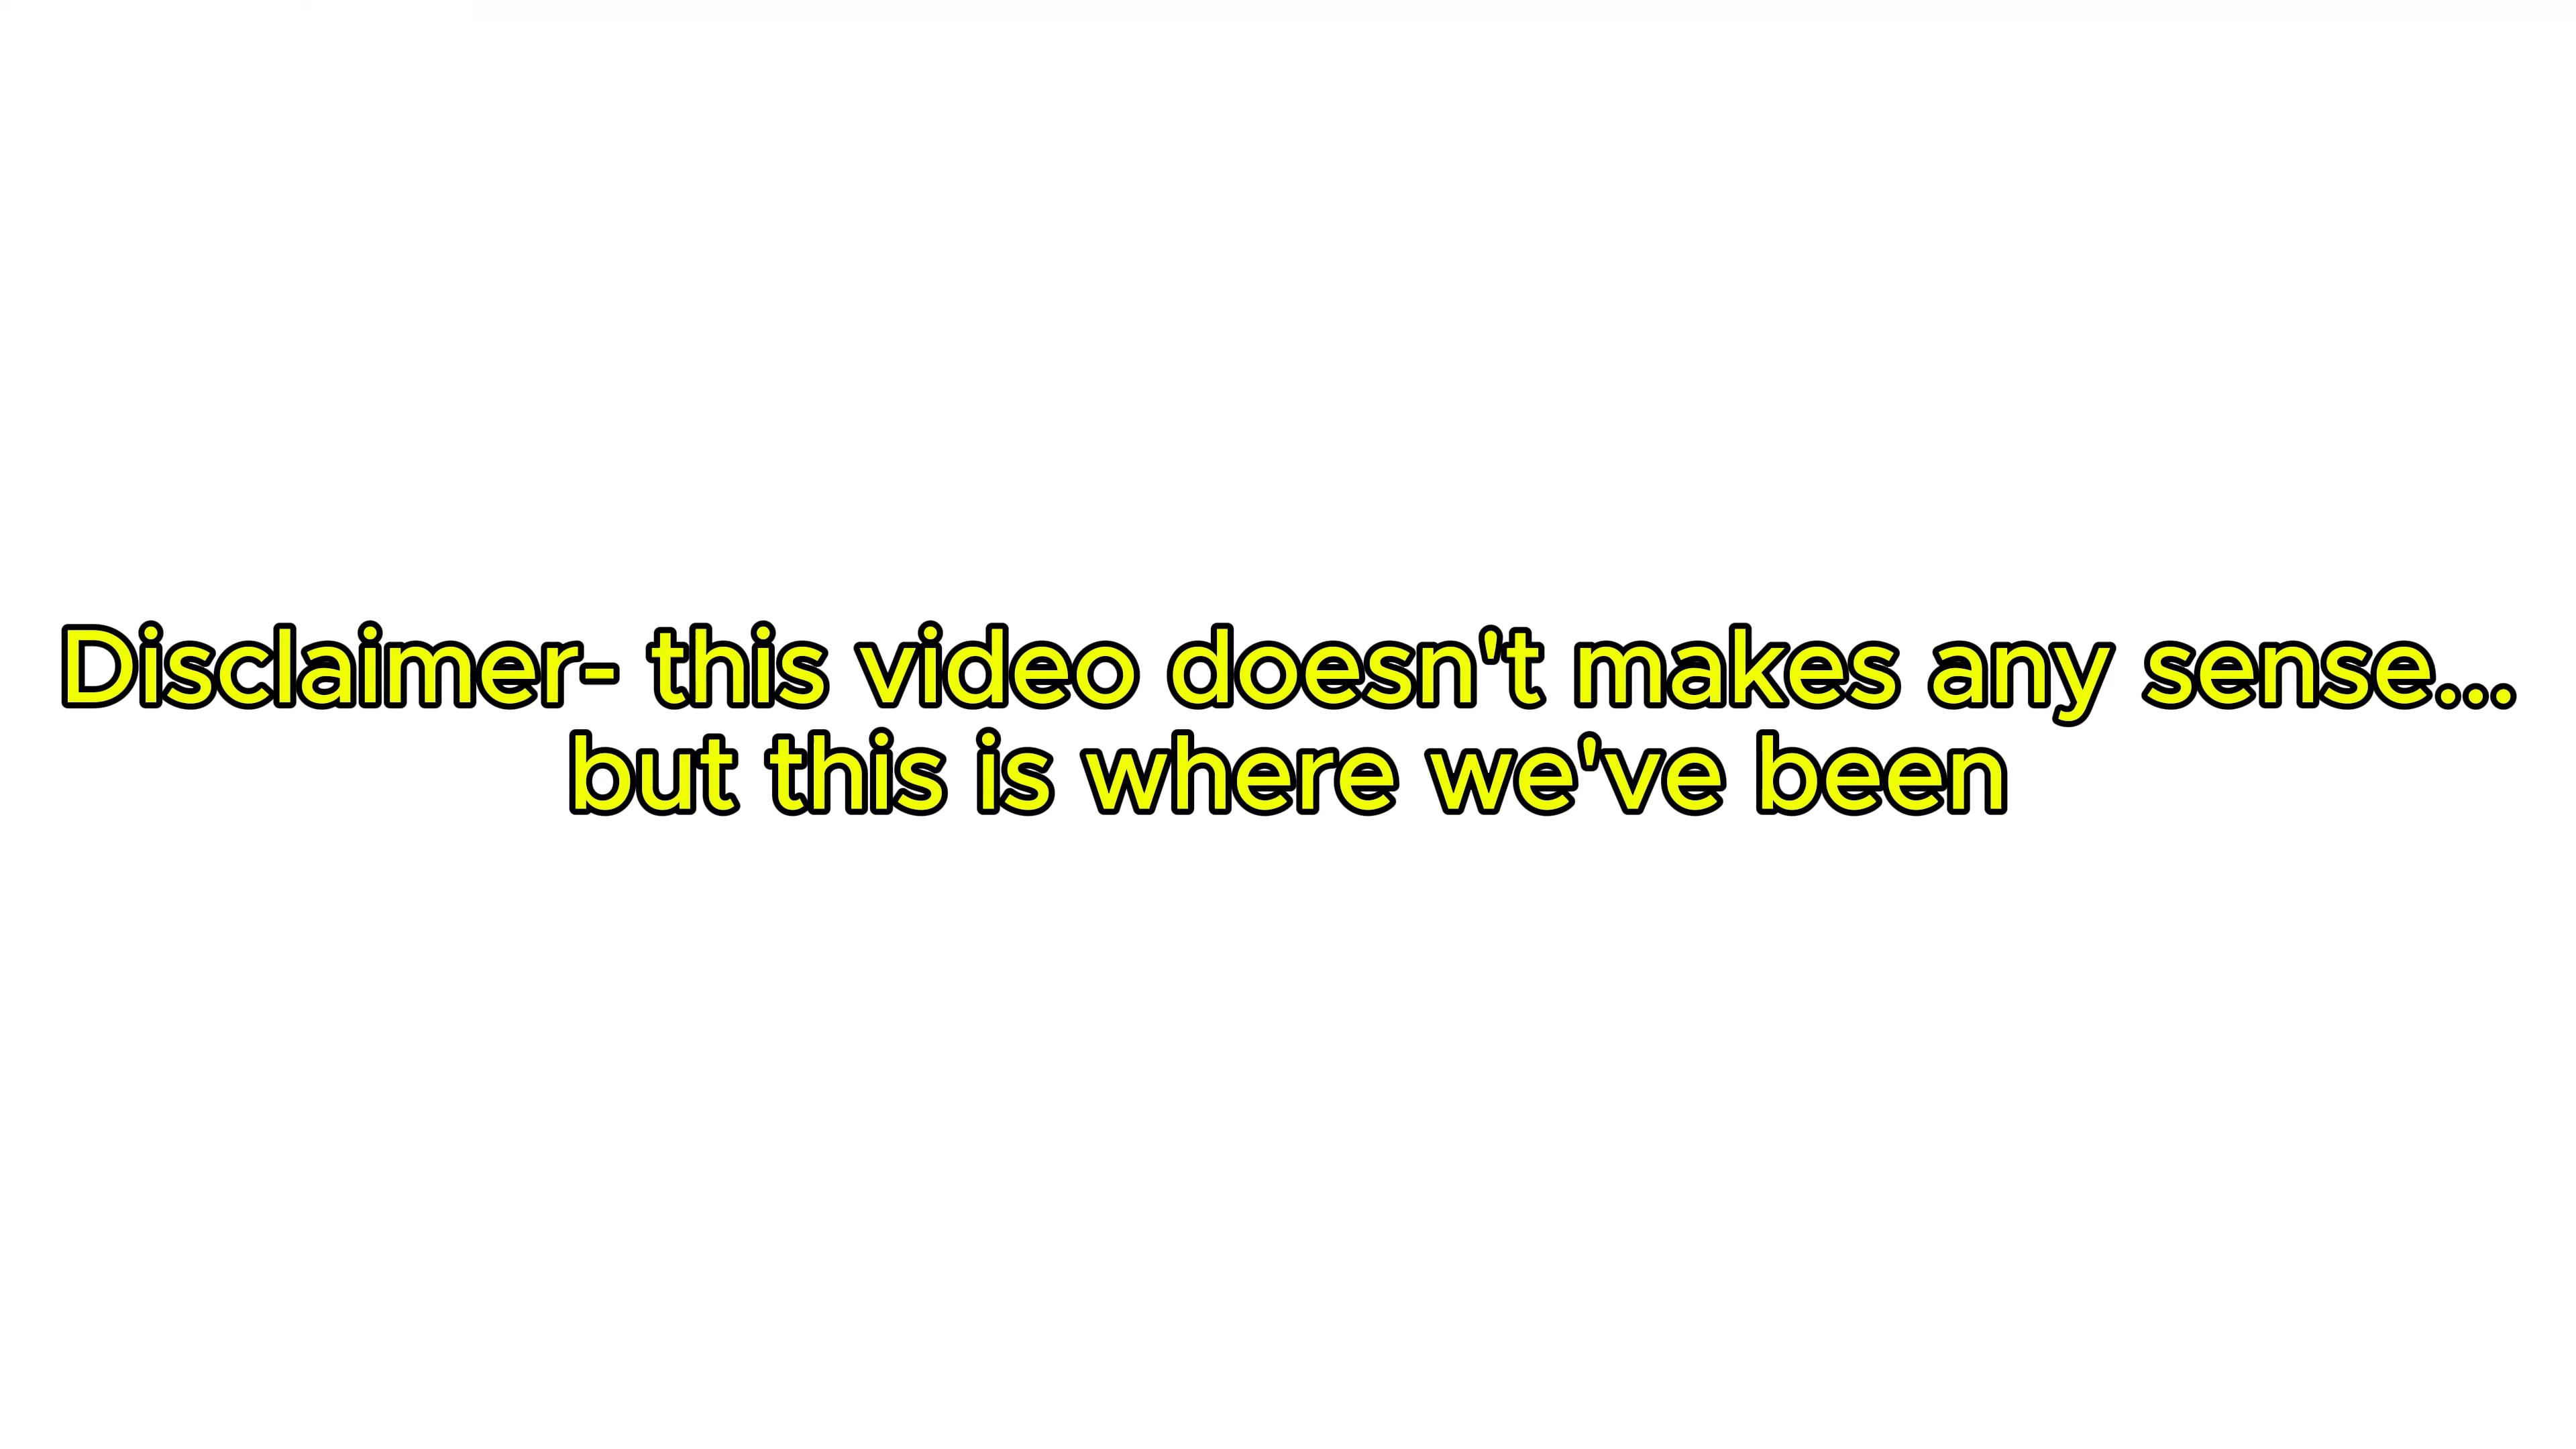 Disclaimer- this video doesn't makes any sense...
but this is where we've been